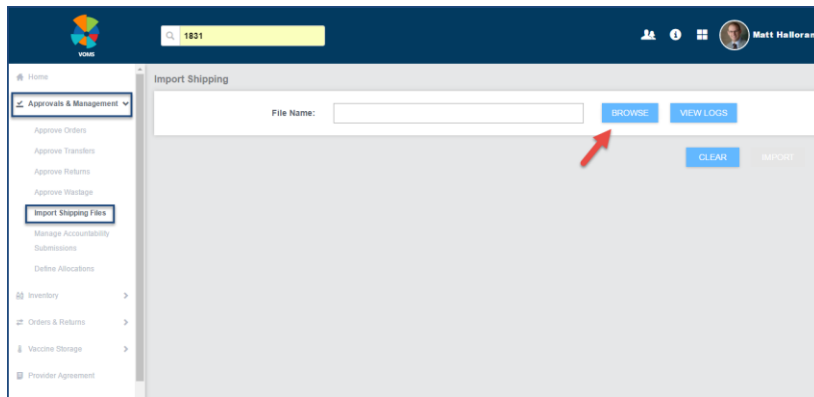 VOMS
1831
Matt Halloran
Home
Import Shipping
Approvals & Management
File Name:
BROWSE
VIEW LOGS
Approve Orders
Approve Transfers
CLEAR
IMPORT
Approve Returns
Approve Wastage
Import Shipping Files
Manage Accountability
Submissions
Define Allocations
Inventory
Orders & Returns
Vaccine Storage
Provider Agreement